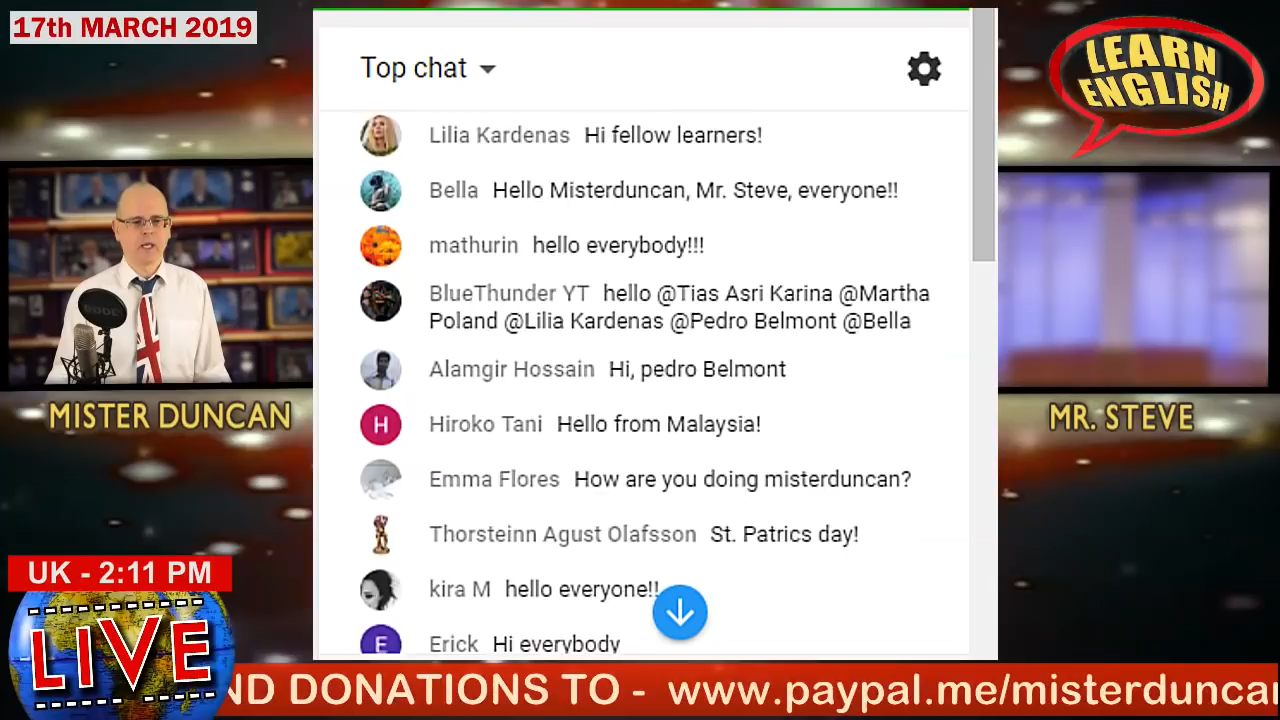 17th MARCH 2019
LEARN
ENGLISH
Top chat
Lilia Kardenas Hi fellow learners!
Bella Hello Misterduncan, Mr. Steve, everyone!!
mathurin hello everybody!!!
BlueThunder YT hello @Tias Asri Karina @Martha
Poland @Lilia Kardenas @Pedro Belmont @Bella
Alamgir Hossain Hi, pedro Belmont
H Hiroko Tani Hello from Malaysia!
Emma Flores How are you doing misterduncan?
Thorsteinn Agust Olafsson St. Patrics day!
kira M hello everyone!!
E Erick Hi everybody
MISTER DUNCAN
MR. STEVE
UK - 2:11 PM
LIVE
ND DONATIONS TO - www.paypal.me/misterduncan